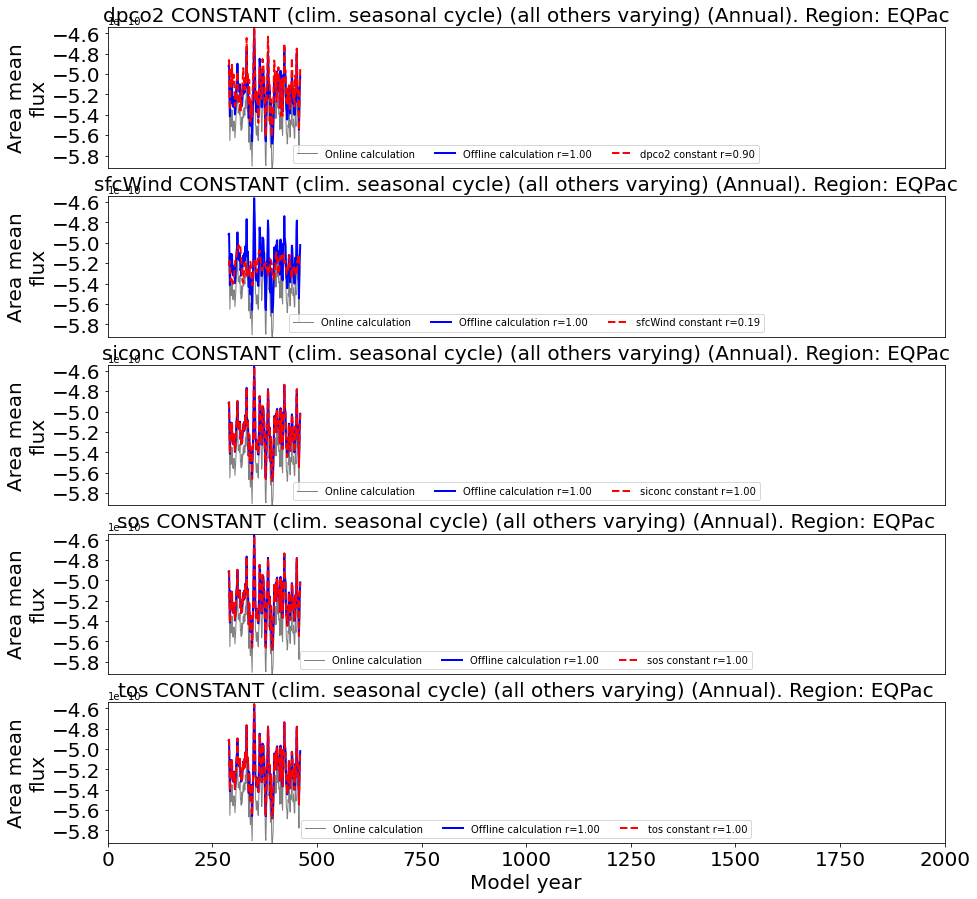 dpco2 CONSTANT (clim. seasonal cycle) (all others varying) (Annual). Region: EQPac
1e−10
−4.6
−4.8
−5.0
−5.2
−5.4
−5.6
−5.8
Area mean
flux
Online calculation
Offline calculation r=1.00
dpco2 constant r=0.90
sfcWind CONSTANT (clim. seasonal cycle) (all others varying) (Annual). Region: EQPac
1e−10
−4.6
−4.8
−5.0
−5.2
−5.4
−5.6
−5.8
Area mean
flux
Online calculation
Offline calculation r=1.00
sfcWind constant r=0.19
siconc CONSTANT (clim. seasonal cycle) (all others varying) (Annual). Region: EQPac
1e−10
−4.6
−4.8
−5.0
−5.2
−5.4
−5.6
−5.8
Area mean
flux
Online calculation
Offline calculation r=1.00
siconc constant r=1.00
sos CONSTANT (clim. seasonal cycle) (all others varying) (Annual). Region: EQPac
1e−10
−4.6
−4.8
−5.0
−5.2
−5.4
−5.6
−5.8
Area mean
flux
Online calculation
Offline calculation r=1.00
sos constant r=1.00
tos CONSTANT (clim. seasonal cycle) (all others varying) (Annual). Region: EQPac
1e−10
−4.6
−4.8
−5.0
−5.2
−5.4
−5.6
−5.8
Area mean
flux
Online calculation
Offline calculation r=1.00
tos constant r=1.00
0 250 500 750 1000 1250 1500 1750 2000
Model year